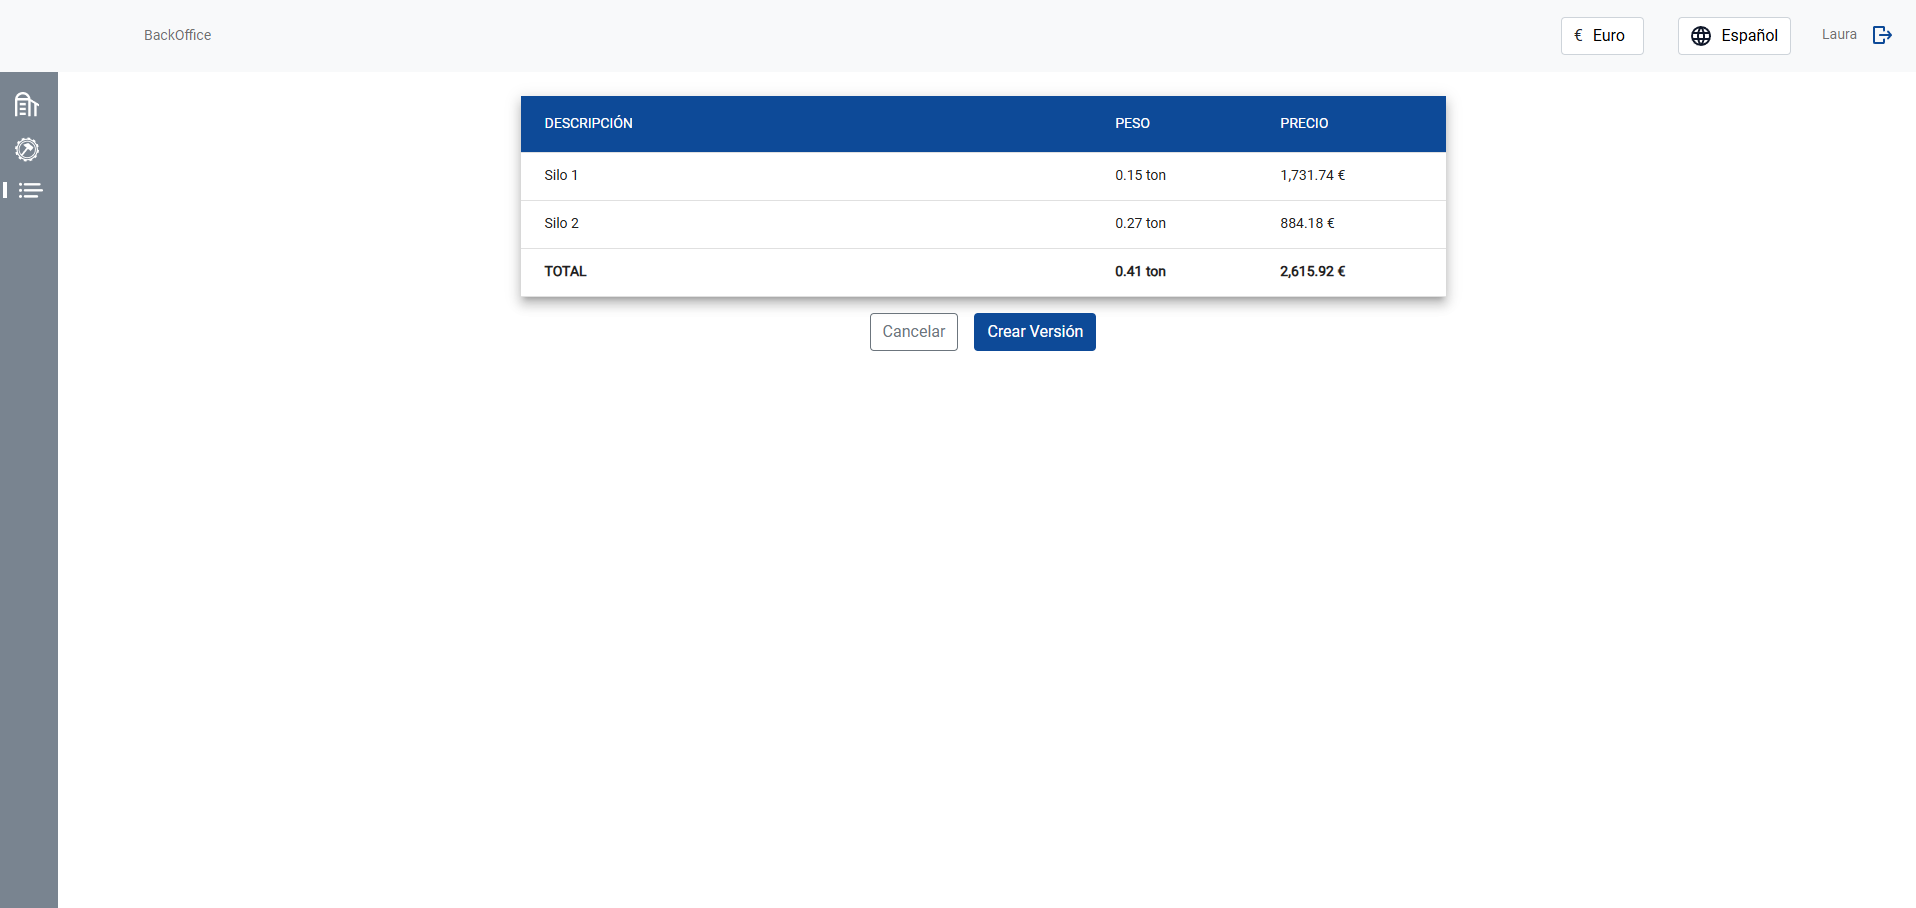 BackOffice
€ Euro
Español
Laura
DESCRIPCIÓN PESO PRECIO
Silo 1 0.15 ton 1,731.74 €
Silo 2 0.27 ton 884.18 €
TOTAL 0.41 ton 2,615.92 €
Cancelar
Crear Versión